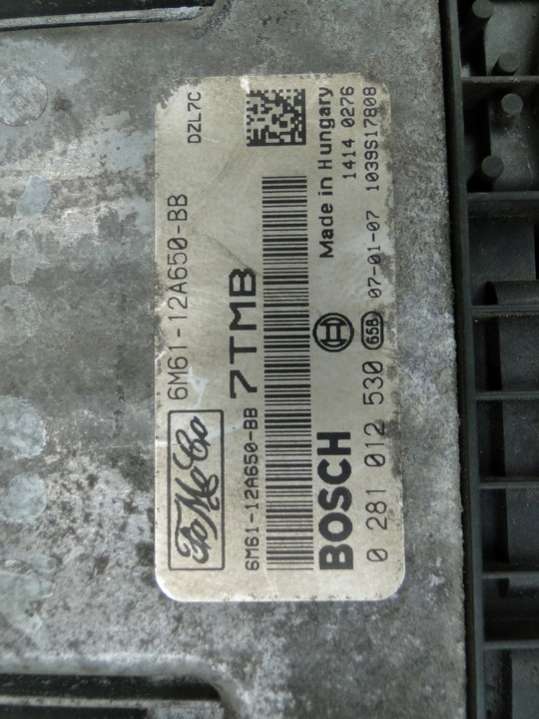 FoMoCo
6M61-12A650-BB
DZL7C
6M61-12A650-BB
7TMB
BOSCH
Made in Hungary
1414 0276
0 281 012 530 658 07-01-07 1039S17808